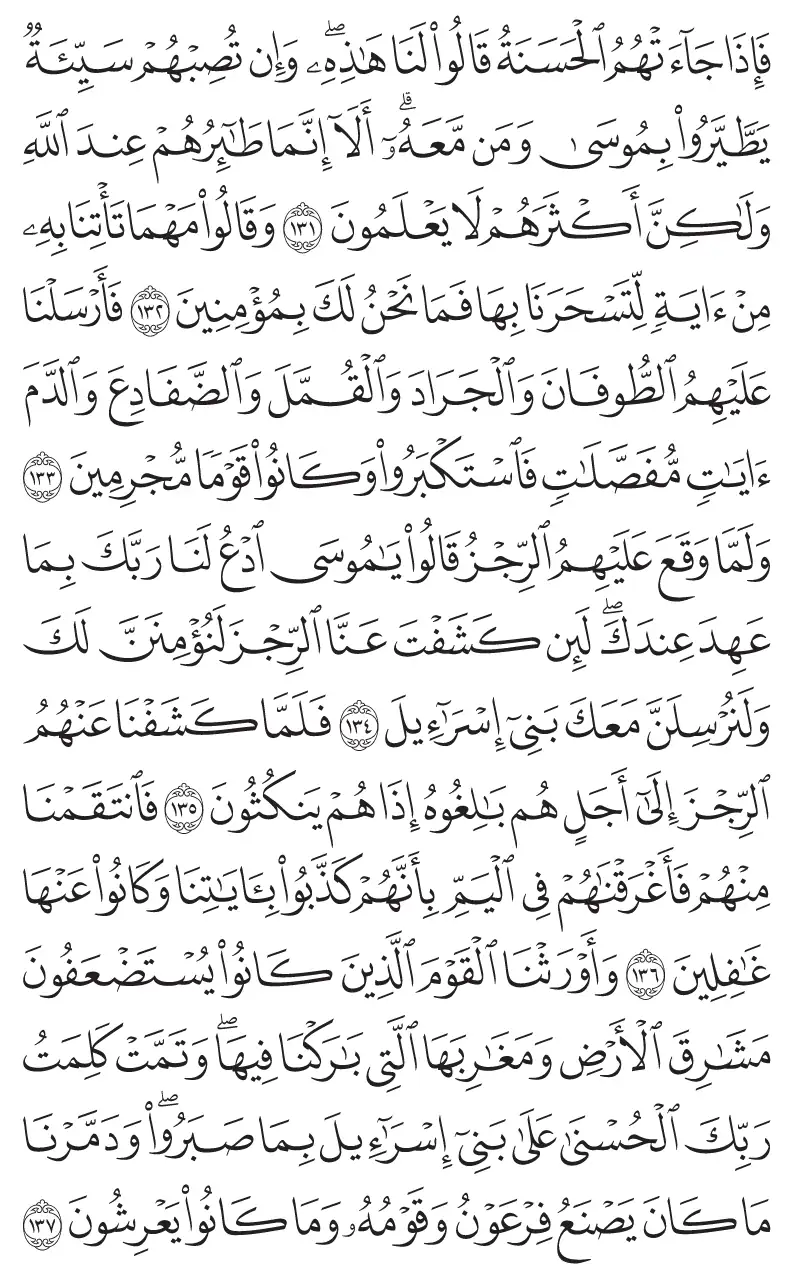 فَإِذَا جَآءَتْهُمُ ٱلْحَسَنَةُ قَالُوا۟ لَنَا هَـٰذِهِۦ ۖ وَإِن تُصِبْهُمْ سَيِّئَةٌ
يَطَّيَّرُوا۟ بِمُوسَىٰ وَمَن مَّعَهُۥٓ ۗ أَلَآ إِنَّمَا طَـٰٓئِرُهُمْ عِندَ ٱللَّهِ
وَلَـٰكِنَّ أَكْثَرَهُمْ لَا يَعْلَمُونَ ١٣١ وَقَالُوا۟ مَهْمَا تَأْتِنَا بِهِۦ
مِنْ ءَايَةٍ لِّتَسْحَرَنَا بِهَا فَمَا نَحْنُ لَكَ بِمُؤْمِنِينَ ١٣٢ فَأَرْسَلْنَا
عَلَيْهِمُ ٱلطُّوفَانَ وَٱلْجَرَادَ وَٱلْقُمَّلَ وَٱلضَّفَادِعَ وَٱلدَّمَ
ءَايَـٰتٍ مُّفَصَّلَـٰتٍ فَٱسْتَكْبَرُوا۟ وَكَانُوا۟ قَوْمًا مُّجْرِمِينَ ١٣٣
وَلَمَّا وَقَعَ عَلَيْهِمُ ٱلرِّجْزُ قَالُوا۟ يَـٰمُوسَى ٱدْعُ لَنَا رَبَّكَ بِمَا
عَهِدَ عِندَكَ ۖ لَئِن كَشَفْتَ عَنَّا ٱلرِّجْزَ لَنُؤْمِنَنَّ لَكَ
وَلَنُرْسِلَنَّ مَعَكَ بَنِىٓ إِسْرَٰٓءِيلَ ١٣٤ فَلَمَّا كَشَفْنَا عَنْهُمُ
ٱلرِّجْزَ إِلَىٰٓ أَجَلٍ هُم بَـٰلِغُوهُ إِذَا هُمْ يَنكُثُونَ ١٣٥ فَٱنتَقَمْنَا
مِنْهُمْ فَأَغْرَقْنَـٰهُمْ فِى ٱلْيَمِّ بِأَنَّهُمْ كَذَّبُوا۟ بِـَٔايَـٰتِنَا وَكَانُوا۟ عَنْهَا
غَـٰفِلِينَ ١٣٦ وَأَوْرَثْنَا ٱلْقَوْمَ ٱلَّذِينَ كَانُوا۟ يُسْتَضْعَفُونَ
مَشَـٰرِقَ ٱلْأَرْضِ وَمَغَـٰرِبَهَا ٱلَّتِى بَـٰرَكْنَا فِيهَا ۖ وَتَمَّتْ كَلِمَتُ
رَبِّكَ ٱلْحُسْنَىٰ عَلَىٰ بَنِىٓ إِسْرَٰٓءِيلَ بِمَا صَبَرُوا۟ ۖ وَدَمَّرْنَا
مَا كَانَ يَصْنَعُ فِرْعَوْنُ وَقَوْمُهُۥ وَمَا كَانُوا۟ يَعْرِشُونَ ١٣٧